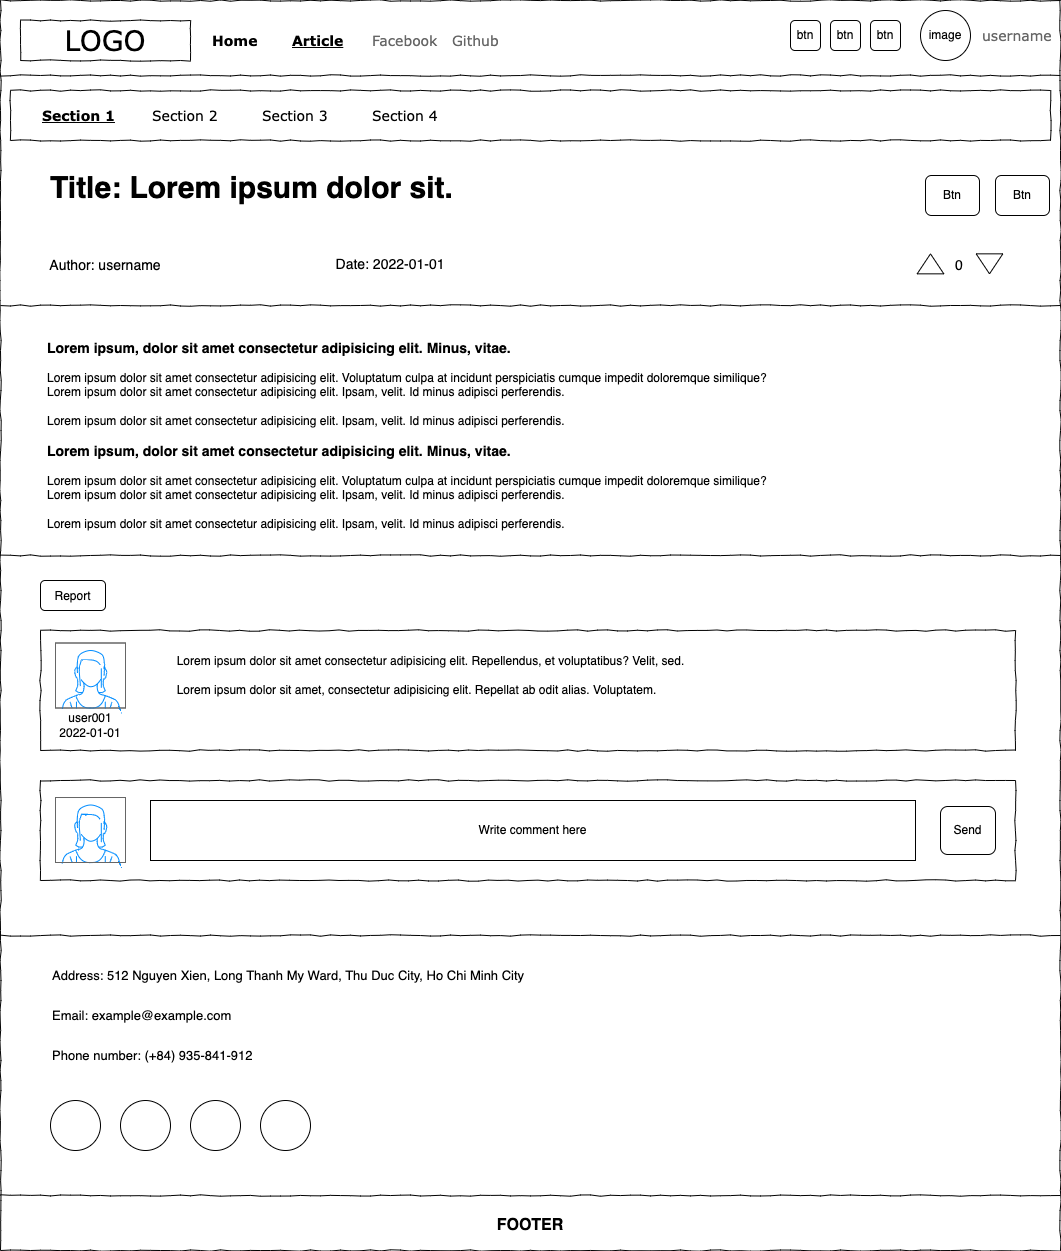 LOGO Home Article Facebook Github btn btn btn image username
Section 1 Section 2 Section 3 Section 4
Title: Lorem ipsum dolor sit. Btn Btn
Author: username Date: 2022-01-01 0
Lorem ipsum, dolor sit amet consectetur adipisicing elit. Minus, vitae.
Lorem ipsum dolor sit amet consectetur adipisicing elit. Voluptatum culpa at incidunt perspiciatis cumque impedit doloremque similique?
Lorem ipsum dolor sit amet consectetur adipisicing elit. Ipsam, velit. Id minus adipisci perferendis.
Lorem ipsum dolor sit amet consectetur adipisicing elit. Ipsam, velit. Id minus adipisci perferendis.
Lorem ipsum, dolor sit amet consectetur adipisicing elit. Minus, vitae.
Lorem ipsum dolor sit amet consectetur adipisicing elit. Voluptatum culpa at incidunt perspiciatis cumque impedit doloremque similique?
Lorem ipsum dolor sit amet consectetur adipisicing elit. Ipsam, velit. Id minus adipisci perferendis.
Lorem ipsum dolor sit amet consectetur adipisicing elit. Ipsam, velit. Id minus adipisci perferendis.
Report
Lorem ipsum dolor sit amet consectetur adipisicing elit. Repellendus, et voluptatibus? Velit, sed.
Lorem ipsum dolor sit amet, consectetur adipisicing elit. Repellat ab odit alias. Voluptatem.
user001
2022-01-01
Write comment here Send
Address: 512 Nguyen Xien, Long Thanh My Ward, Thu Duc City, Ho Chi Minh City
Email: example@example.com
Phone number: (+84) 935-841-912
FOOTER